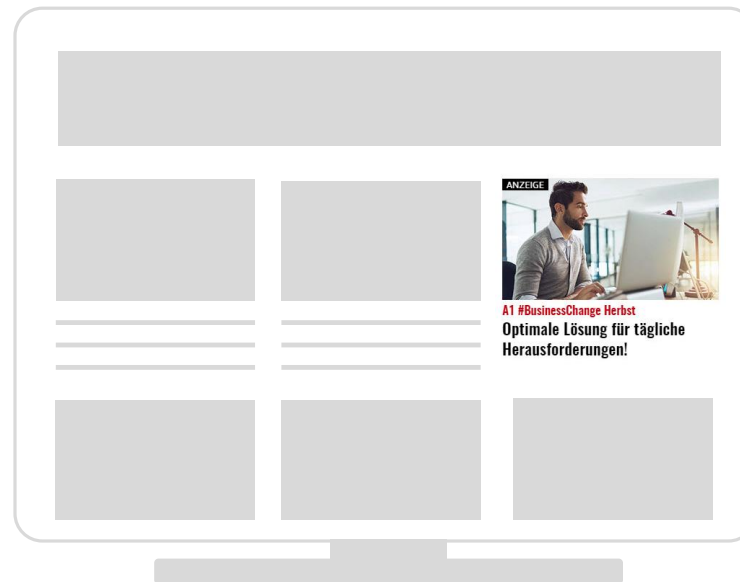 ANZEIGE
A1 #BusinessChange Herbst
Optimale Lösung für tägliche
Herausforderungen!